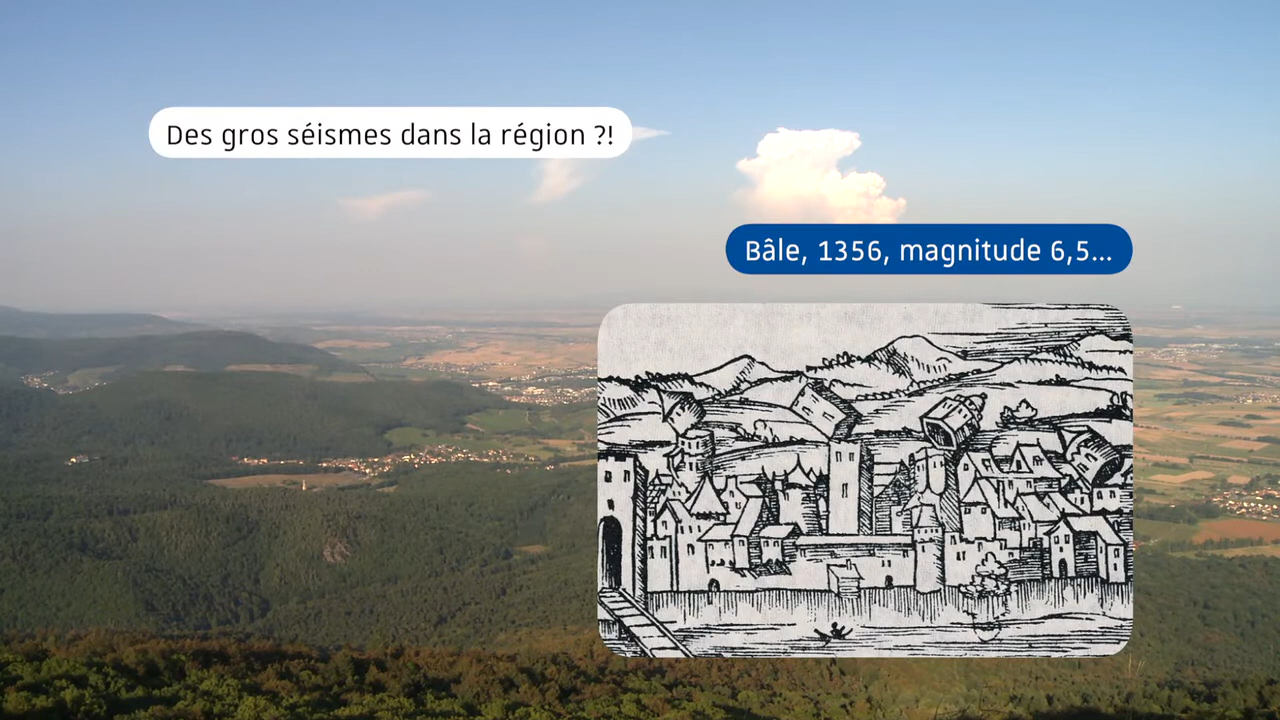 Des gros séismes dans la région ?!
Bâle, 1356, magnitude 6,5...